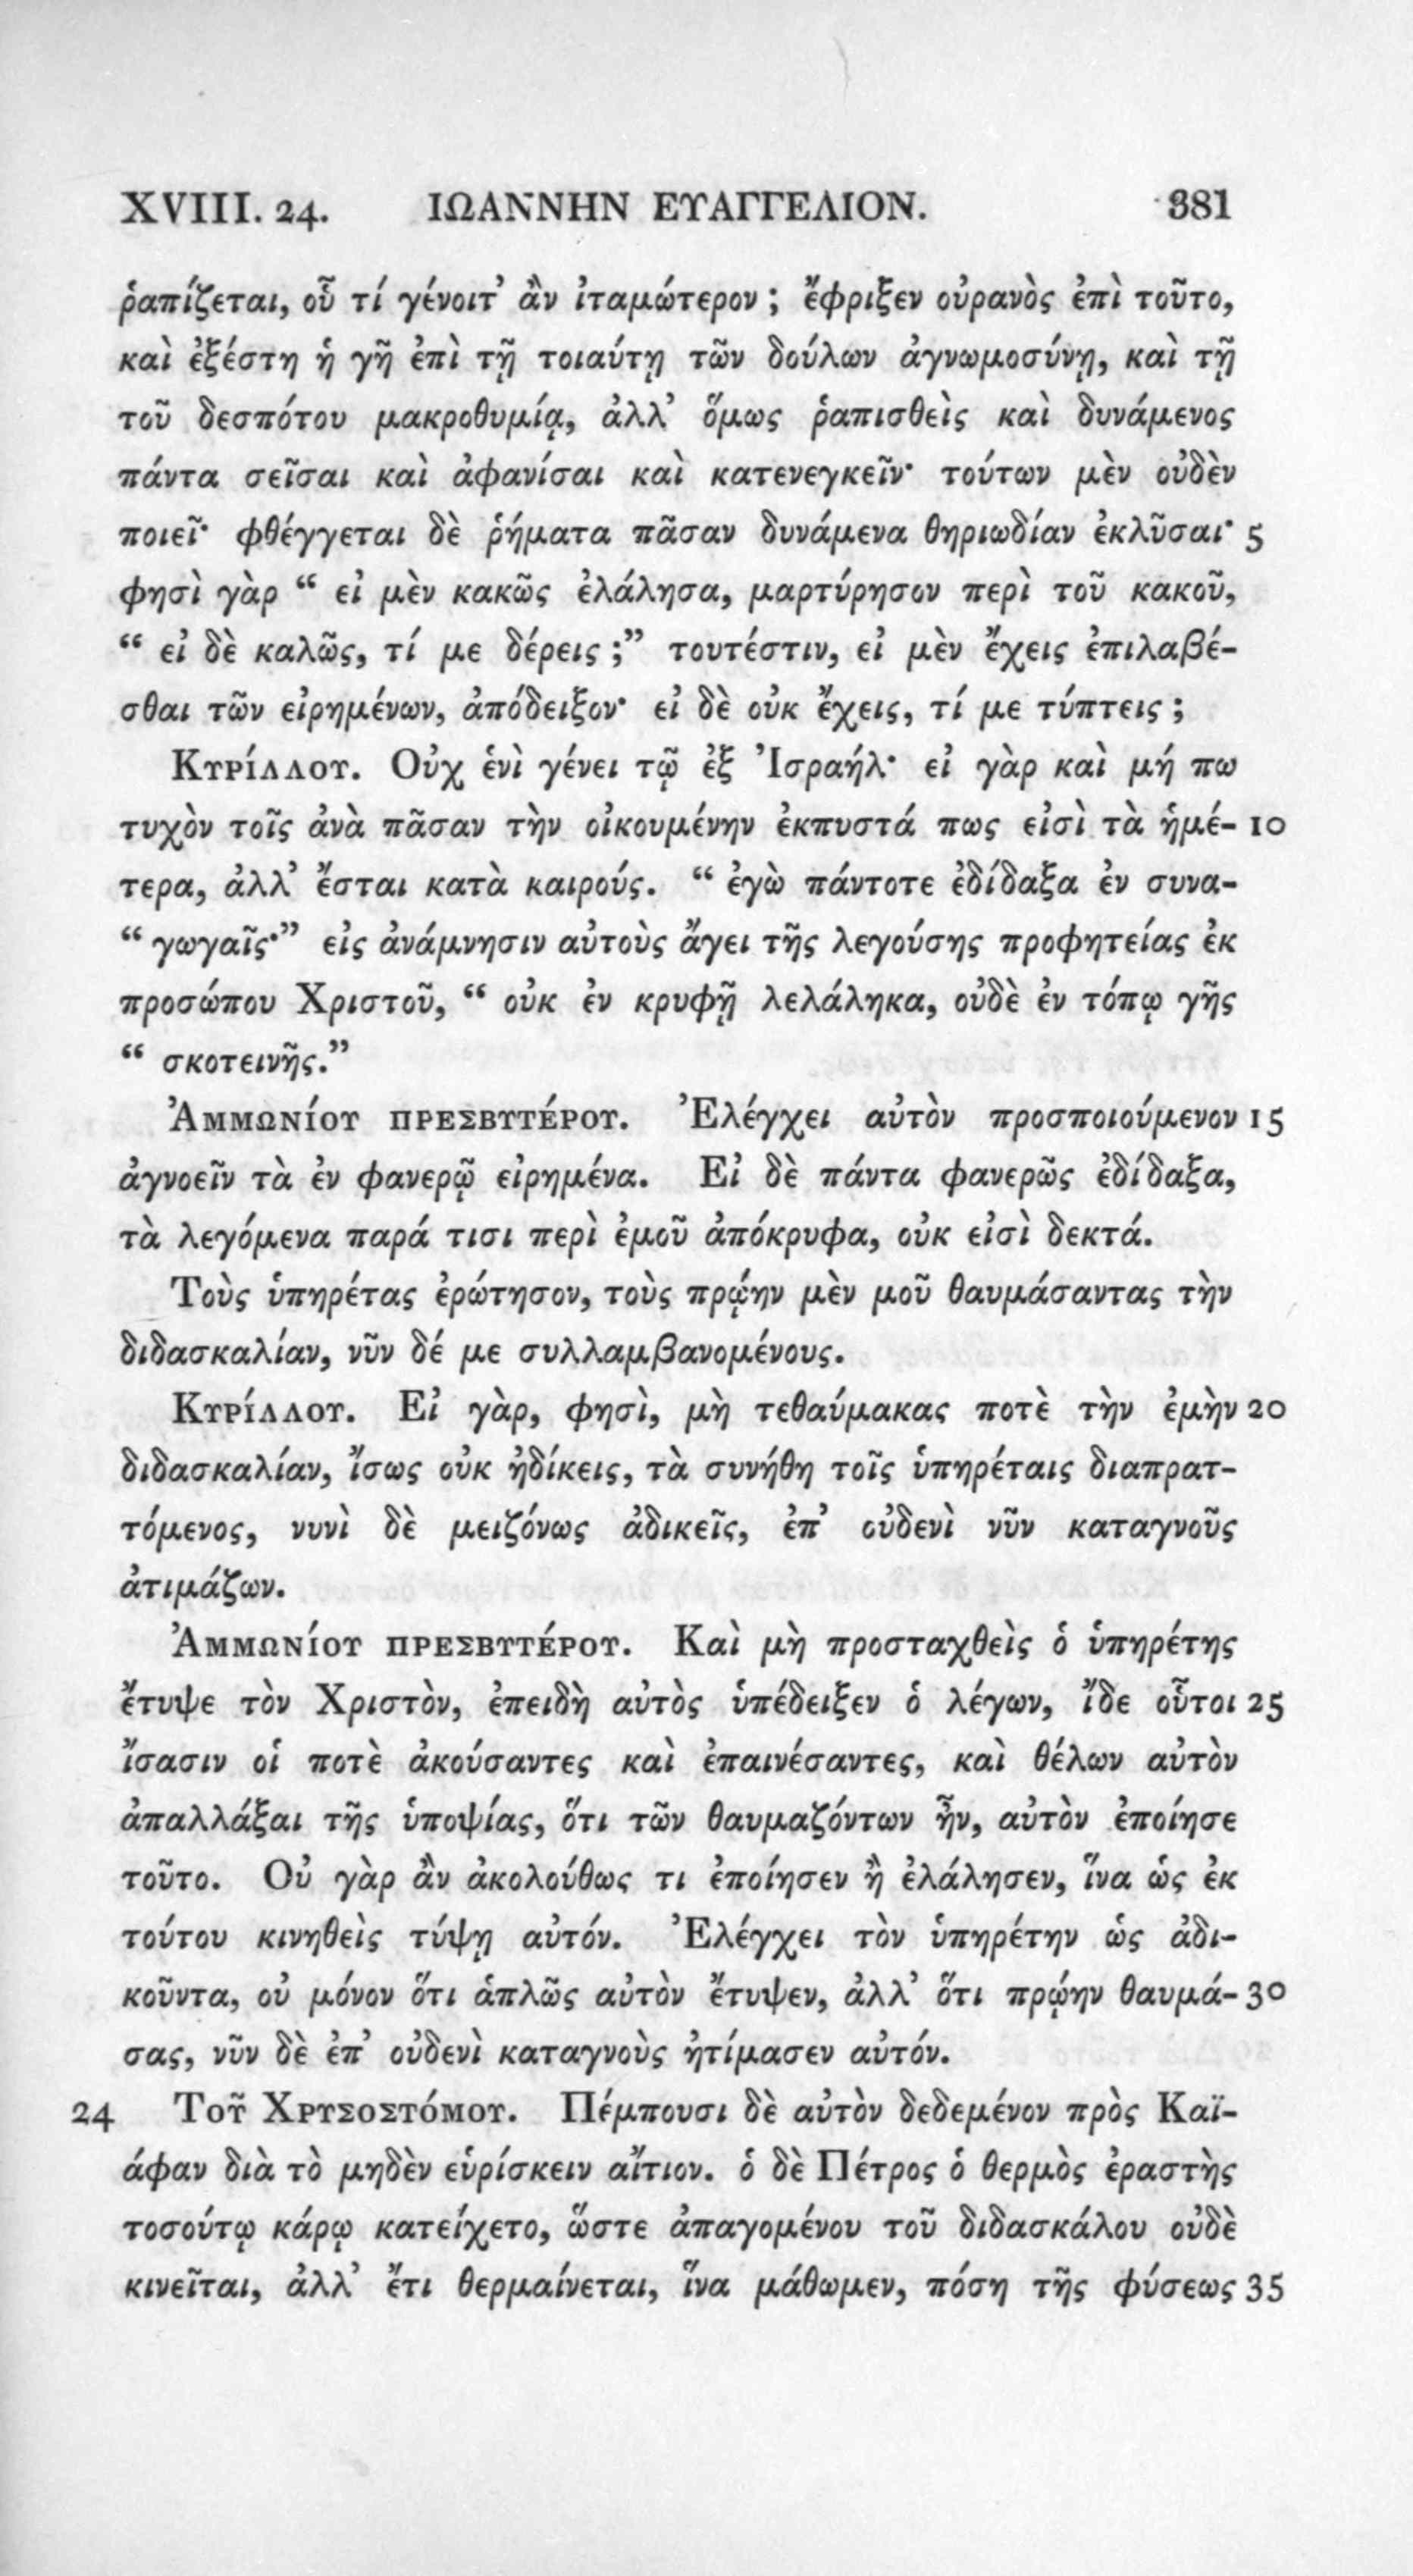 XVIII. 24. ΙΩΑΝΝΗΝ ΕΥΑΓΓΕΛΙΟΝ. 381
ῥαπίζεται, οὗ τί γένοιτ᾽ ἂν ἰταμώτερον ; ἔφριξεν οὐρανὸς ἐπὶ τοῦτο,
καὶ ἐξέστη ἡ γῆ ἐπὶ τῇ τοιαύτῃ τῶν δούλων ἀγνωμοσύνῃ, καὶ τῇ
τοῦ δεσπότου μακροθυμίᾳ, ἀλλ᾽ ὅμως ῥαπισθεὶς καὶ δυνάμενος
πάντα σεῖσαι καὶ ἀφανίσαι καὶ κατενεγκεῖν· τούτων μὲν οὐδὲν
ποιεῖ· φθέγγεται δὲ ῥήματα πᾶσαν δυνάμενα θηριωδίαν ἐκλῦσαι· 5
φησὶ γὰρ “ εἰ μὲν κακῶς ἐλάλησα, μαρτύρησον περὶ τοῦ κακοῦ,
“ εἰ δὲ καλῶς, τί με δέρεις ;” τουτέστιν, εἰ μὲν ἔχεις ἐπιλαβέ-
σθαι τῶν εἰρημένων, ἀπόδειξον· εἰ δὲ οὐκ ἔχεις, τί με τύπτεις ;
Κυρίλλου. Οὐχ ἑνὶ γένει τῷ ἐξ Ἰσραήλ· εἰ γὰρ καὶ μή πω
τυχὸν τοῖς ἀνὰ πᾶσαν τὴν οἰκουμένην ἐκπυστά πως εἰσὶ τὰ ἡμέ- 10
τερα, ἀλλ᾽ ἔσται κατὰ καιρούς. “ ἐγὼ πάντοτε ἐδίδαξα ἐν συνα-
“ γωγαῖς·” εἰς ἀνάμνησιν αὐτοὺς ἄγει τῆς λεγούσης προφητείας ἐκ
προσώπου Χριστοῦ, “ οὐκ ἐν κρυφῇ λελάληκα, οὐδὲ ἐν τόπῳ γῆς
“ σκοτεινῆς.”
Ἀμμωνίου πρεσβυτέρου. Ἐλέγχει αὐτὸν προσποιούμενον 15
ἀγνοεῖν τὰ ἐν φανερῷ εἰρημένα. Εἰ δὲ πάντα φανερῶς ἐδίδαξα,
τὰ λεγόμενα παρά τισι περὶ ἐμοῦ ἀπόκρυφα, οὐκ εἰσὶ δεκτά.
Τοὺς ὑπηρέτας ἐρώτησον, τοὺς πρῴην μὲν μοῦ θαυμάσαντας τὴν
διδασκαλίαν, νῦν δέ με συλλαμβανομένους.
Κυρίλλου. Εἰ γὰρ, φησὶ, μὴ τεθαύμακας ποτὲ τὴν ἐμὴν 20
διδασκαλίαν, ἴσως οὐκ ἠδίκεις, τὰ συνήθη τοῖς ὑπηρέταις διαπρατ-
τόμενος, νυνὶ δὲ μειζόνως ἀδικεῖς, ἐπ᾽ οὐδενὶ νῦν καταγνοῦς
ἀτιμάζων.
Ἀμμωνίου πρεσβυτέρου. Καὶ μὴ προσταχθεὶς ὁ ὑπηρέτης
ἔτυψε τὸν Χριστὸν, ἐπειδὴ αὐτὸς ὑπέδειξεν ὁ λέγων, ἴδε οὗτοι 25
ἴσασιν οἱ ποτὲ ἀκούσαντες καὶ ἐπαινέσαντες, καὶ θέλων αὐτὸν
ἀπαλλάξαι τῆς ὑποψίας, ὅτι τῶν θαυμαζόντων ἦν, αὐτὸν ἐποίησε
τοῦτο. Οὐ γὰρ ἂν ἀκολούθως τι ἐποίησεν ἢ ἐλάλησεν, ἵνα ὡς ἐκ
τούτου κινηθεὶς τύψῃ αὐτόν. Ἐλέγχει τὸν ὑπηρέτην ὡς ἀδι-
κοῦντα, οὐ μόνον ὅτι ἁπλῶς αὐτὸν ἔτυψεν, ἀλλ᾽ ὅτι πρῴην θαυμά- 30
σας, νῦν δὲ ἐπ᾽ οὐδενὶ καταγνοὺς ἠτίμασεν αὐτόν.
24 Τοῦ Χρυσοστόμου. Πέμπουσι δὲ αὐτὸν δεδεμένον πρὸς Καϊ-
άφαν διὰ τὸ μηδὲν εὑρίσκειν αἴτιον. ὁ δὲ Πέτρος ὁ θερμὸς ἐραστὴς
τοσούτῳ κάρῳ κατείχετο, ὥστε ἀπαγομένου τοῦ διδασκάλου οὐδὲ
κινεῖται, ἀλλ᾽ ἔτι θερμαίνεται, ἵνα μάθωμεν, πόση τῆς φύσεως 35